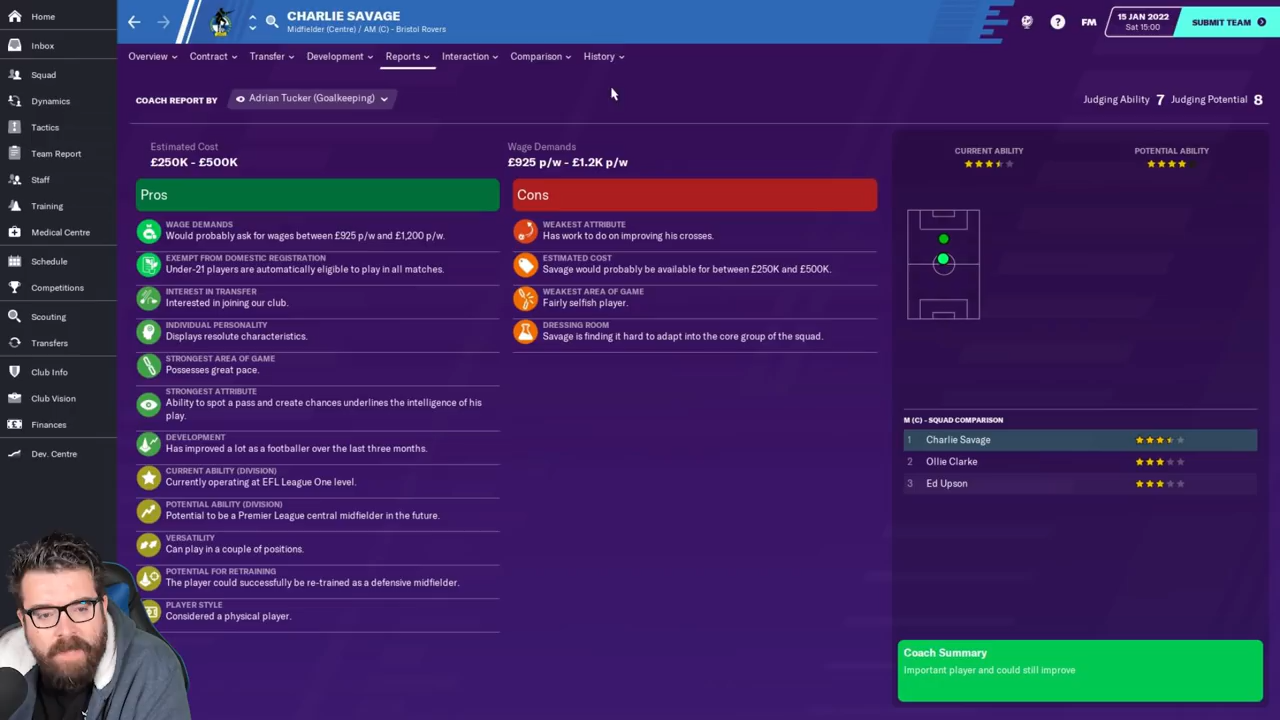 Home
Inbox
Squad
Dynamics
Tactics
Team Report
Staff
Training
Medical Centre
Schedule
Competitions
Scouting
Transfers
Club Info
Club Vision
Finances
Dev. Centre
CHARLIE SAVAGE
Midfielder (Centre) / AM (C) - Bristol Rovers
FM
15 JAN 2022
Sat 15:00
SUBMIT TEAM
Overview
Contract
Transfer
Development
Reports
Interaction
Comparison
History
COACH REPORT BY
Adrian Tucker (Goalkeeping)
Judging Ability 7 Judging Potential 8
Estimated Cost
£250K - £500K
Wage Demands
£925 p/w - £1.2K p/w
Pros
WAGE DEMANDS
Would probably ask for wages between £925 p/w and £1,200 p/w.
EXEMPT FROM DOMESTIC REGISTRATION
Under-21 players are automatically eligible to play in all matches.
INTEREST IN TRANSFER
Interested in joining our club.
INDIVIDUAL PERSONALITY
Displays resolute characteristics.
STRONGEST AREA OF GAME
Possesses great pace.
STRONGEST ATTRIBUTE
Ability to spot a pass and create chances underlines the intelligence of his
play.
DEVELOPMENT
Has improved a lot as a footballer over the last three months.
CURRENT ABILITY (DIVISION)
Currently operating at EFL League One level.
POTENTIAL ABILITY (DIVISION)
Potential to be a Premier League central midfielder in the future.
VERSATILITY
Can play in a couple of positions.
POTENTIAL FOR RETRAINING
The player could successfully be re-trained as a defensive midfielder.
PLAYER STYLE
Considered a physical player.
Cons
WEAKEST ATTRIBUTE
Has work to do on improving his crosses.
ESTIMATED COST
Savage would probably be available for between £250K and £500K.
WEAKEST AREA OF GAME
Fairly selfish player.
DRESSING ROOM
Savage is finding it hard to adapt into the core group of the squad.
CURRENT ABILITY
POTENTIAL ABILITY
M (C) - SQUAD COMPARISON
1 Charlie Savage
2 Ollie Clarke
3 Ed Upson
Coach Summary
Important player and could still improve